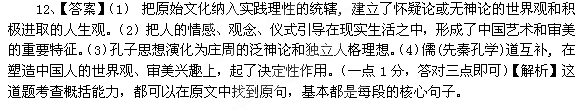 12、【答案】（1） 把原始文化纳入实践理性的统辖, 建立了怀疑论或无神论的世界观和积
极进取的人生观。（2）把人的情感、观念、仪式引导在现实生活之中，形成了中国艺术和审美
的重要特征。（3）孔子思想演化为庄周的泛神论和独立人格理想。（4）儒（先秦孔学）道互补, 在
塑造中国人的世界观、审美兴趣上，起了决定性作用。（一点 1 分，答对三点即可）【解析】这
道题考查概括能力，都可以在原文中找到原句，基本都是每段的核心句子。